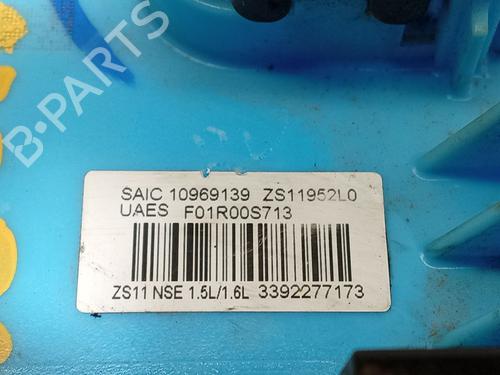 B-PARTS
SAIC 10969139 ZS11952L0
UAES F01R00S713
ZS11 NSE 1.5L/1.6L 3392277173